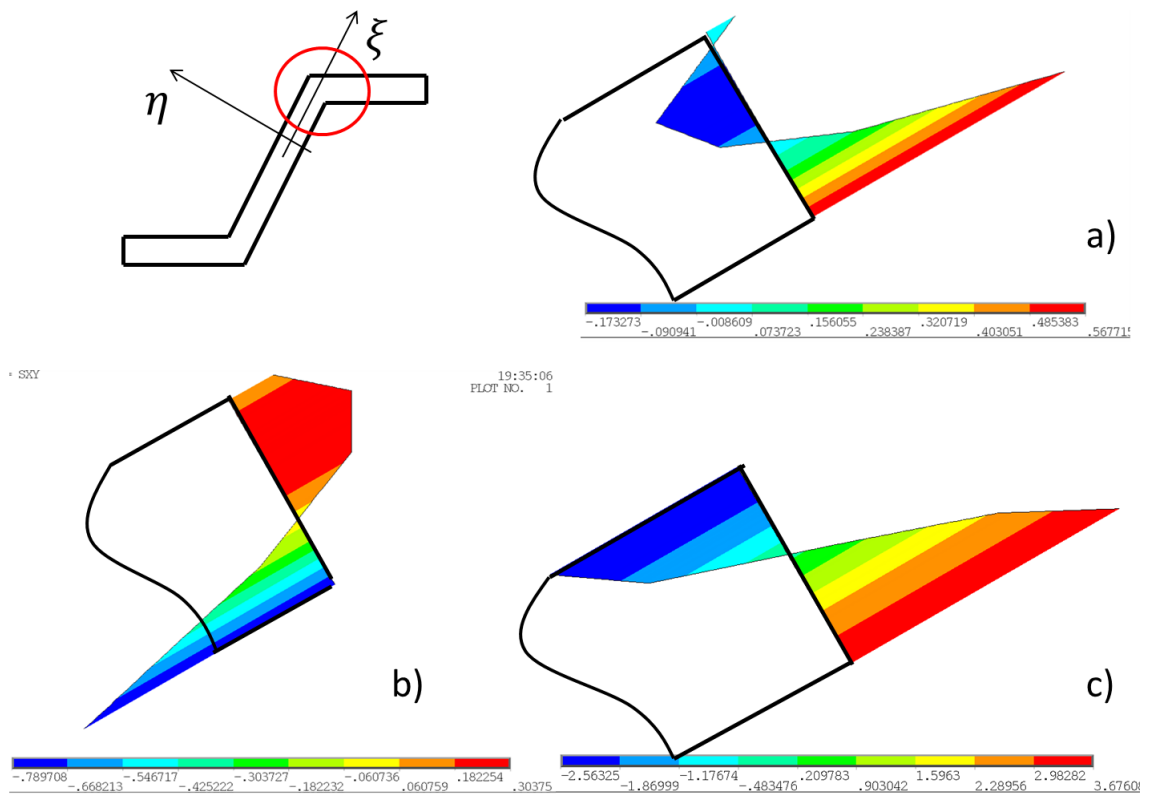 ξ
η
a)
-.173273 -.008609 .156055 .320719 .485383
-.090941 .073723 .238387 .403051 .56771
SXY 19:35:06
PLOT NO. 1
b)
c)
-.789708 -.546717 -.303727 -.060736 .182254
-.668213 -.425222 -.182232 .060759 .30375
-2.56325 -1.17674 .209783 1.5963 2.98282
-1.86999 -.483476 .903042 2.28956 3.6760